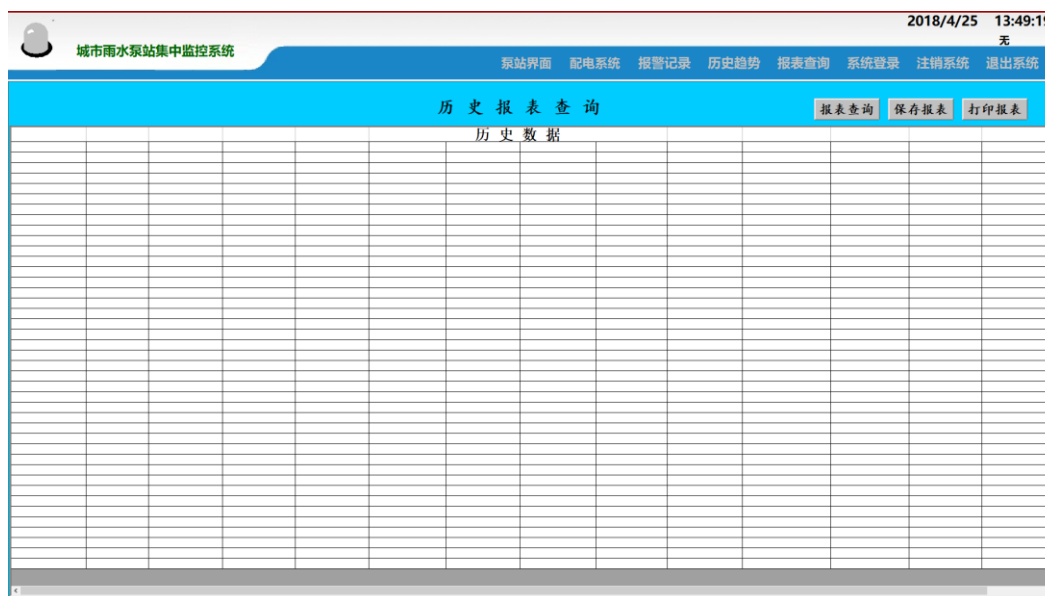 2018/4/25 13:49:19
无
城市雨水泵站集中监控系统
泵站界面 配电系统 报警记录 历史趋势 报表查询 系统登录 注销系统 退出系统
历史报表查询
报表查询 保存报表 打印报表
历史数据